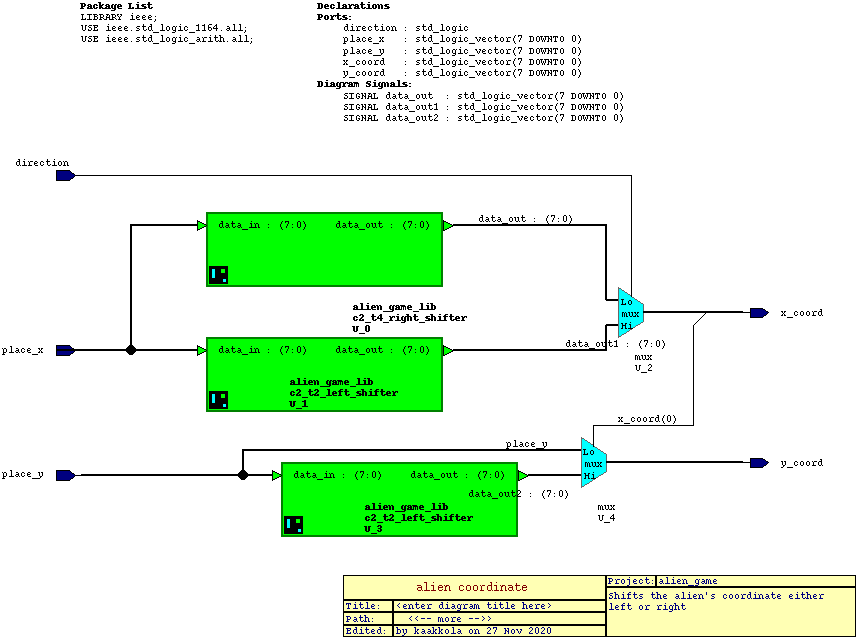 Package List
LIBRARY ieee;
USE ieee.std_logic_1164.all;
USE ieee.std_logic_arith.all;
Declarations
Ports:
direction : std_logic
place_x : std_logic_vector(7 DOWNTO 0)
place_y : std_logic_vector(7 DOWNTO 0)
x_coord : std_logic_vector(7 DOWNTO 0)
y_coord : std_logic_vector(7 DOWNTO 0)
Diagram Signals:
SIGNAL data_out : std_logic_vector(7 DOWNTO 0)
SIGNAL data_out1 : std_logic_vector(7 DOWNTO 0)
SIGNAL data_out2 : std_logic_vector(7 DOWNTO 0)
direction
data_in : (7:0) data_out : (7:0)
data_out : (7:0)
alien_game_lib
c2_t4_right_shifter
U_0
Lo
mux
Hi
x_coord
place_x
data_in : (7:0) data_out : (7:0)
data_out1 : (7:0)
mux
U_2
alien_game_lib
c2_t2_left_shifter
U_1
x_coord(0)
place_y
Lo
mux
Hi
y_coord
place_y
data_in : (7:0) data_out : (7:0)
data_out2 : (7:0)
alien_game_lib
c2_t2_left_shifter
U_3
mux
U_4
alien coordinate
Title: <enter diagram title here>
Path: <<-- more -->>
Edited: by kaakkola on 27 Nov 2020
Project: alien_game
Shifts the alien's coordinate either
left or right